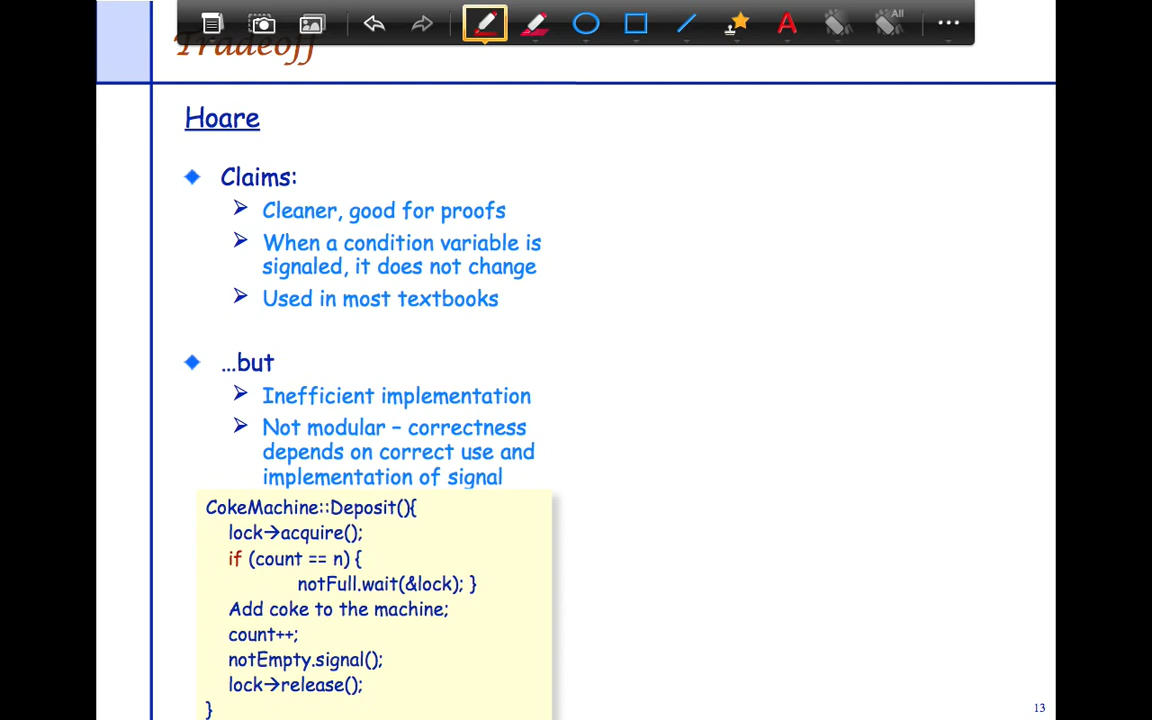 All
A
Tradeoff
Hoare
Claims:
Cleaner, good for proofs
When a condition variable is
signaled, it does not change
Used in most textbooks
…but
Inefficient implementation
Not modular – correctness
depends on correct use and
implementation of signal
CokeMachine::Deposit(){
lock→acquire();
if (count == n) {
notFull.wait(&lock); }
Add coke to the machine;
count++;
notEmpty.signal();
lock→release();
}
13